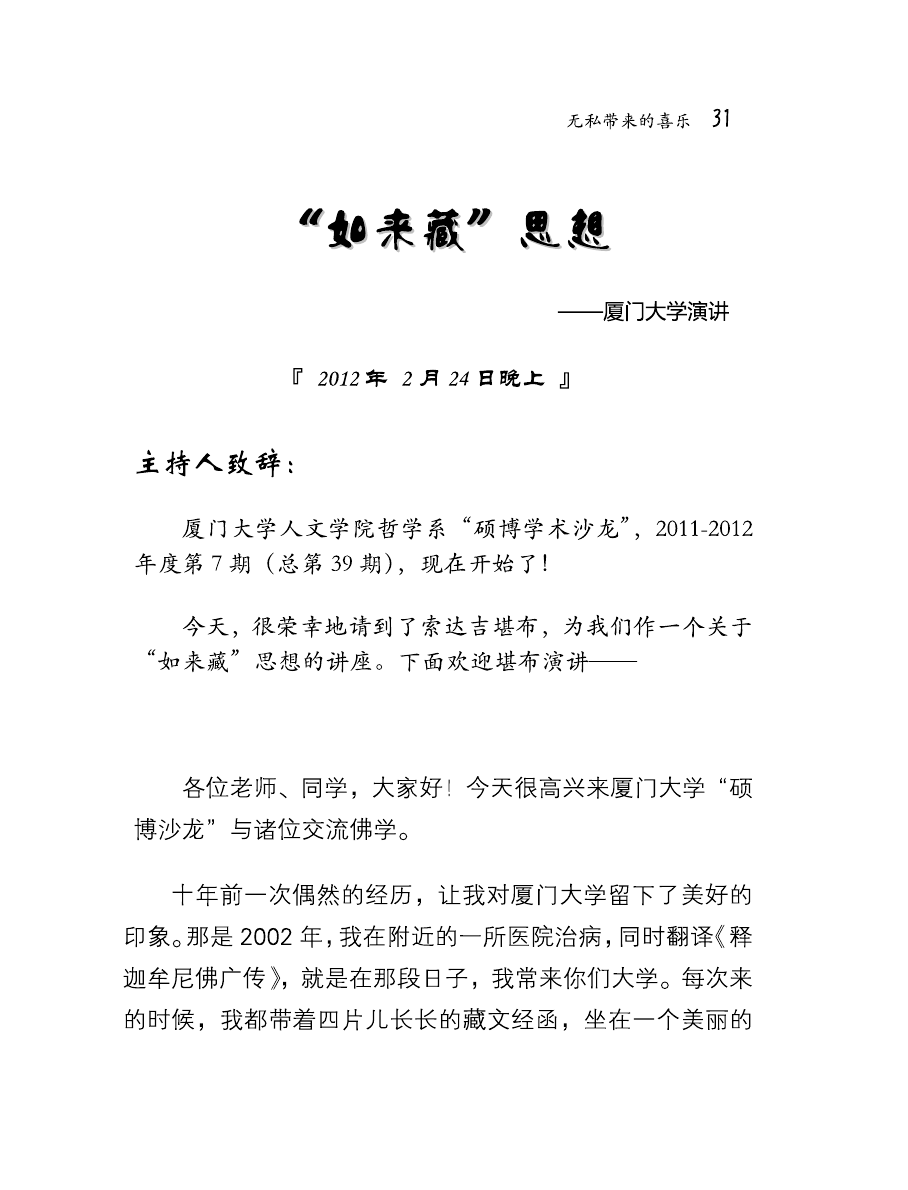 无私带来的喜乐 31
“如来藏”思想
——厦门大学演讲
『 2012年 2月24日晚上 』
主持人致辞：
厦门大学人文学院哲学系“硕博学术沙龙”，2011-2012
年度第7期（总第39期），现在开始了！
今天，很荣幸地请到了索达吉堪布，为我们作一个关于
“如来藏”思想的讲座。下面欢迎堪布演讲——
各位老师、同学，大家好！今天很高兴来厦门大学“硕
博沙龙”与诸位交流佛学。
十年前一次偶然的经历，让我对厦门大学留下了美好的
印象。那是2002年，我在附近的一所医院治病，同时翻译《释
迦牟尼佛广传》，就是在那段日子，我常来你们大学。每次来
的时候，我都带着四片儿长长的藏文经函，坐在一个美丽的